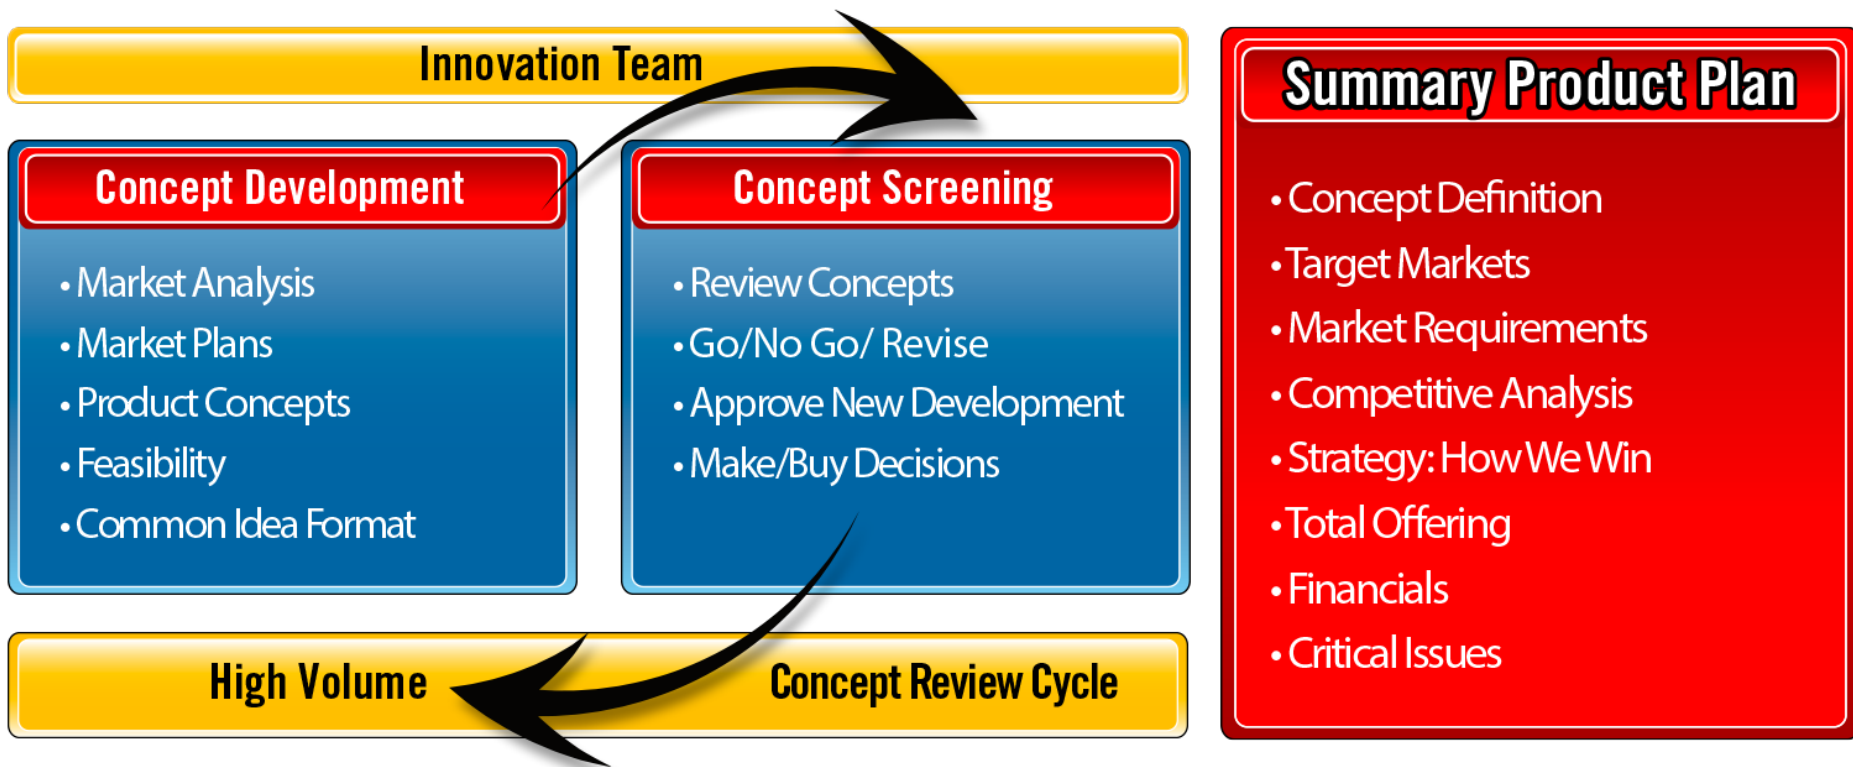 Innovation Team
Concept Development
• Market Analysis
• Market Plans
• Product Concepts
• Feasibility
• Common Idea Format
Concept Screening
• Review Concepts
• Go/No Go/ Revise
• Approve New Development
• Make/Buy Decisions
High Volume
Concept Review Cycle
Summary Product Plan
• Concept Definition
• Target Markets
• Market Requirements
• Competitive Analysis
• Strategy: How We Win
• Total Offering
• Financials
• Critical Issues